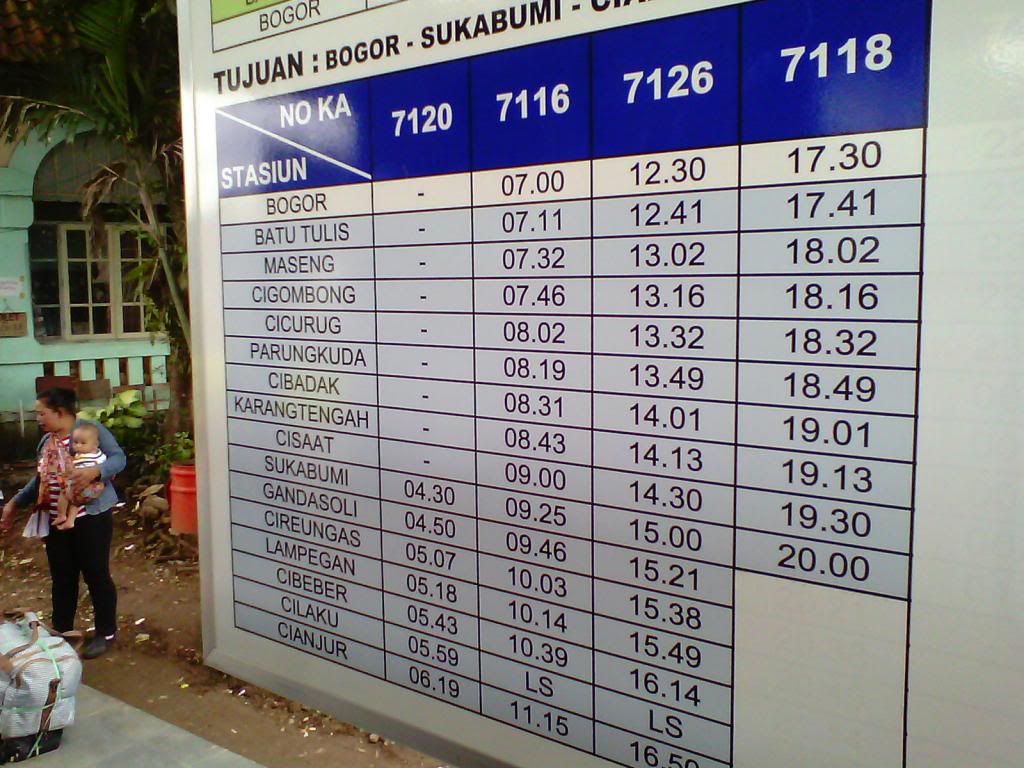 BOGOR
TUJUAN : BOGOR - SUKABUMI -
NO KA 7120 7116 7126 7118
STASIUN
BOGOR - 07.00 12.30 17.30
BATU TULIS - 07.11 12.41 17.41
MASENG - 07.32 13.02 18.02
CIGOMBONG - 07.46 13.16 18.16
CICURUG - 08.02 13.32 18.32
PARUNGKUDA - 08.19 13.49 18.49
CIBADAK - 08.31 14.01 19.01
KARANGTENGAH - 08.43 14.13 19.13
CISAAT - 09.00 14.30 19.30
SUKABUMI 04.30 09.25 15.00 20.00
GANDASOLI 04.50 09.46 15.21
CIREUNGAS 05.07 10.03 15.38
LAMPEGAN 05.18 10.14 15.49
CIBEBER 05.43 10.39 16.14
CILAKU 05.59 LS LS
CIANJUR 06.19 11.15 16.50